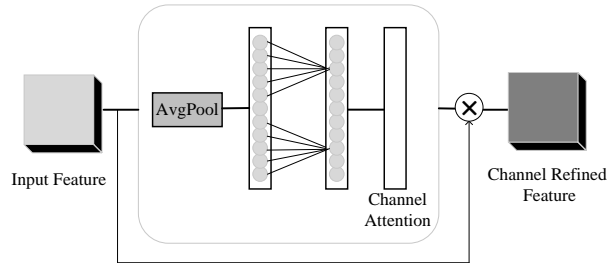 AvgPool
Input Feature
Channel
Attention
Channel Refined
Feature